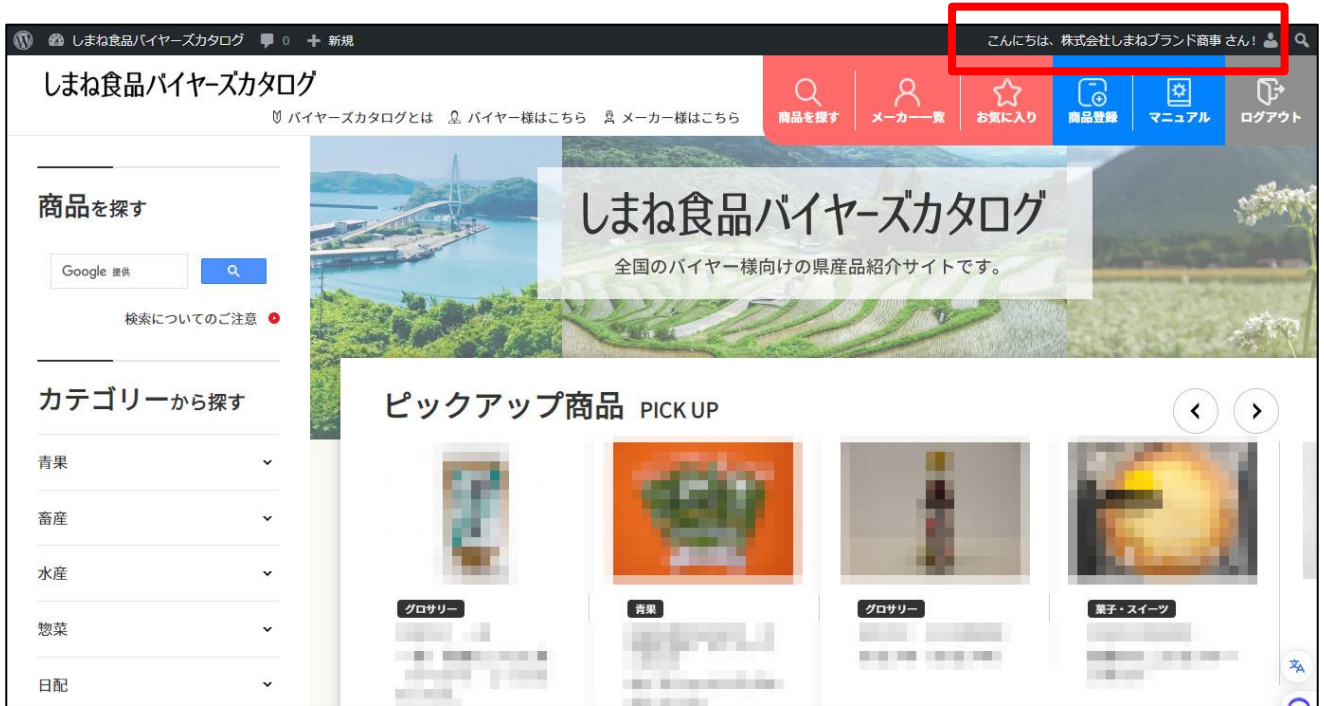 しまね食品バイヤーズカタログ 0 + 新規 こんにちは、株式会社しまねブランド商事 さん!
しまね食品バイヤーズカタログ
バイヤーズカタログとは バイヤー様はこちら メーカー様はこちら
商品を探す メーカー一覧 お気に入り 商品登録 マニュアル ログアウト
商品を探す
Google 提供
検索についてのご注意
カテゴリーから探す
青果
畜産
水産
惣菜
日配
しまね食品バイヤーズカタログ
全国のバイヤー様向けの県産品紹介サイトです。
ピックアップ商品 PICK UP
グロサリー 青果 グロサリー 菓子・スイーツ